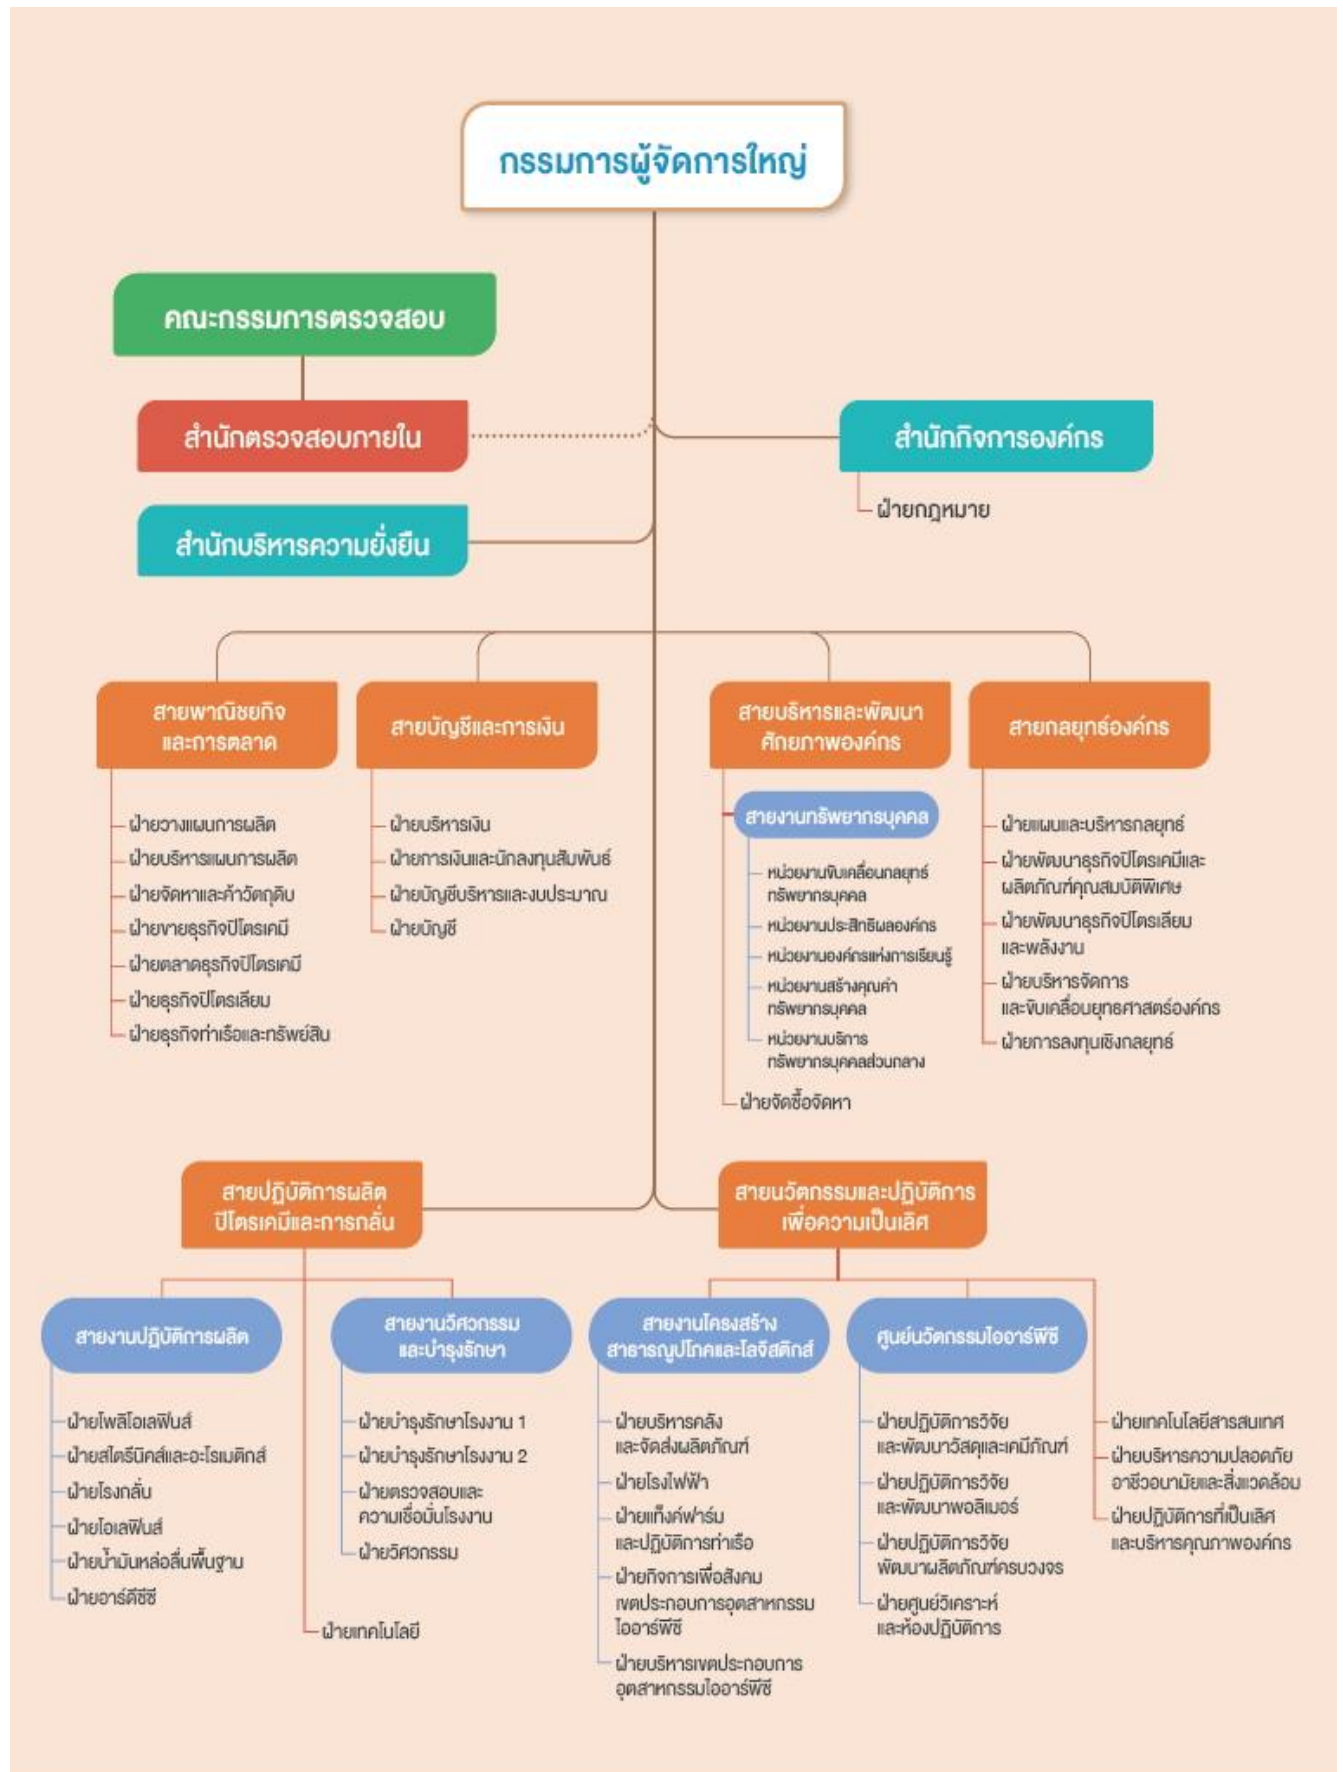 กรรมการผู้จัดการใหญ่
คณะกรรมการตรวจสอบ
สำนักตรวจสอบภายใน
สำนักกิจการองค์กร
ฝ่ายกฎหมาย
สำนักบริหารความยั่งยืน
สายพาณิชยกิจ
และการตลาด
ฝ่ายวางแผนการผลิต
ฝ่ายบริหารแผนการผลิต
ฝ่ายจัดหาและค้าวัตถุดิบ
ฝ่ายขายธุรกิจปิโตรเคมี
ฝ่ายตลาดธุรกิจปิโตรเคมี
ฝ่ายธุรกิจปิโตรเลียม
ฝ่ายธุรกิจท่าเรือและทรัพย์สิน
สายบัญชีและการเงิน
ฝ่ายบริหารเงิน
ฝ่ายการเงินและนักลงทุนสัมพันธ์
ฝ่ายบัญชีบริหารและงบประมาณ
ฝ่ายบัญชี
สายบริหารและพัฒนา
ศักยภาพองค์กร
สายงานทรัพยากรบุคคล
หน่วยงานขับเคลื่อนกลยุทธ์
ทรัพยากรบุคคล
หน่วยงานประสิทธิผลองค์กร
หน่วยงานองค์กรแห่งการเรียนรู้
หน่วยงานสร้างคุณค่า
ทรัพยากรบุคคล
หน่วยงานบริการ
ทรัพยากรบุคคลส่วนกลาง
ฝ่ายจัดซื้อจัดหา
สายกลยุทธ์องค์กร
ฝ่ายแผนและบริหารกลยุทธ์
ฝ่ายพัฒนาธุรกิจปิโตรเคมีและ
ผลิตภัณฑ์คุณสมบัติพิเศษ
ฝ่ายพัฒนาธุรกิจปิโตรเลียม
และพลังงาน
ฝ่ายบริหารจัดการ
และขับเคลื่อนยุทธศาสตร์องค์กร
ฝ่ายการลงทุนเชิงกลยุทธ์
สายปฏิบัติการผลิต
ปิโตรเคมีและการกลั่น
สายงานปฏิบัติการผลิต
ฝ่ายโพลิโอเลฟินส์
ฝ่ายสไตรีนิคส์และอะโรเมติกส์
ฝ่ายโรงกลั่น
ฝ่ายโอเลฟินส์
ฝ่ายน้ำมันหล่อลื่นพื้นฐาน
ฝ่ายอาร์ดีซีซี
สายงานวิศวกรรม
และบำรุงรักษา
ฝ่ายบำรุงรักษาโรงงาน 1
ฝ่ายบำรุงรักษาโรงงาน 2
ฝ่ายตรวจสอบและ
ความเชื่อมั่นโรงงาน
ฝ่ายวิศวกรรม
ฝ่ายเทคโนโลยี
สายนวัตกรรมและปฏิบัติการ
เพื่อความเป็นเลิศ
สายงานโครงสร้าง
สาธารณูปโภคและโลจิสติกส์
ฝ่ายบริหารคลัง
และจัดส่งผลิตภัณฑ์
ฝ่ายโรงไฟฟ้า
ฝ่ายแท็งค์ฟาร์ม
และปฏิบัติการท่าเรือ
ฝ่ายกิจการเพื่อสังคม
เขตประกอบการอุตสาหกรรม
ไออาร์พีซี
ฝ่ายบริหารเขตประกอบการ
อุตสาหกรรมไออาร์พีซี
ศูนย์นวัตกรรมไออาร์พีซี
ฝ่ายปฏิบัติการวิจัย
และพัฒนาวัสดุและเคมีภัณฑ์
ฝ่ายปฏิบัติการวิจัย
และพัฒนาพอลิเมอร์
ฝ่ายปฏิบัติการวิจัย
พัฒนาผลิตภัณฑ์ครบวงจร
ฝ่ายศูนย์วิเคราะห์
และห้องปฏิบัติการ
ฝ่ายเทคโนโลยีสารสนเทศ
ฝ่ายบริหารความปลอดภัย
อาชีวอนามัยและสิ่งแวดล้อม
ฝ่ายปฏิบัติการที่เป็นเลิศ
และบริหารคุณภาพองค์กร